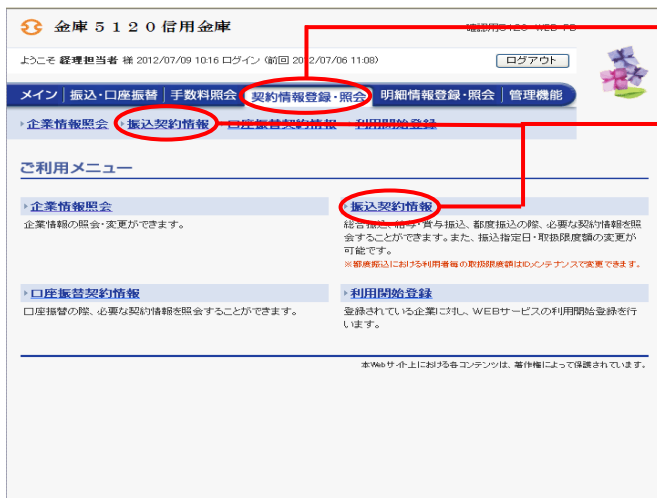 金庫５１２０信用金庫
確認用5120 WEB-FB
ようこそ 経理担当者 様 2012/07/09 10:16 ログイン (前回 2012/07/06 11:08)
ログアウト
メイン 振込・口座振替 手数料照会 契約情報登録・照会 明細情報登録・照会 管理機能
企業情報照会 振込契約情報 口座振替契約情報 利用開始登録
ご利用メニュー
企業情報照会
企業情報の照会・変更ができます。
振込契約情報
総合振込、給与・賞与振込、都度振込の際、必要な契約情報を照
会することができます。また、振込指定日・取扱限度額の変更が
可能です。
※都度振込における利用者毎の取扱限度額はIDメンテナンスで変更できます。
口座振替契約情報
口座振替の際、必要な契約情報を照会することができます。
利用開始登録
登録されている企業に対し、WEBサービスの利用開始登録を行
います。
本Webサイト上における各コンテンツは、著作権によって保護されています。